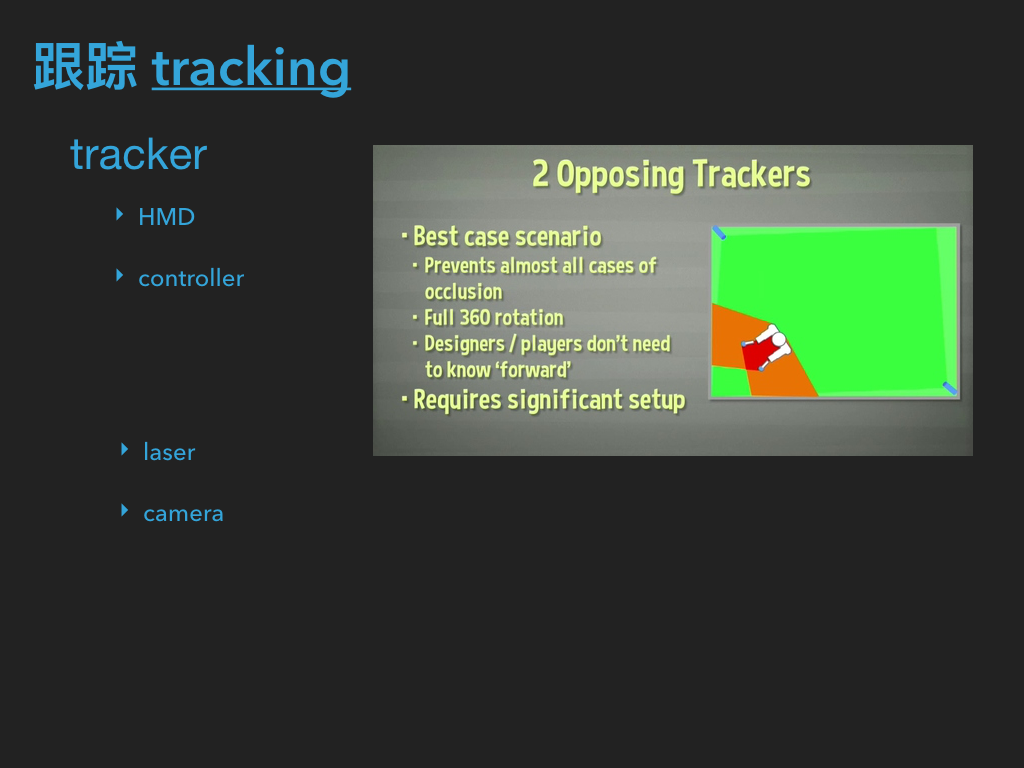 跟踪 tracking
tracker
‣ HMD
‣ controller
‣ laser
‣ camera
2 Opposing Trackers
• Best case scenario
• Prevents almost all cases of
occlusion
• Full 360 rotation
• Designers / players don't need
to know 'forward'
• Requires significant setup